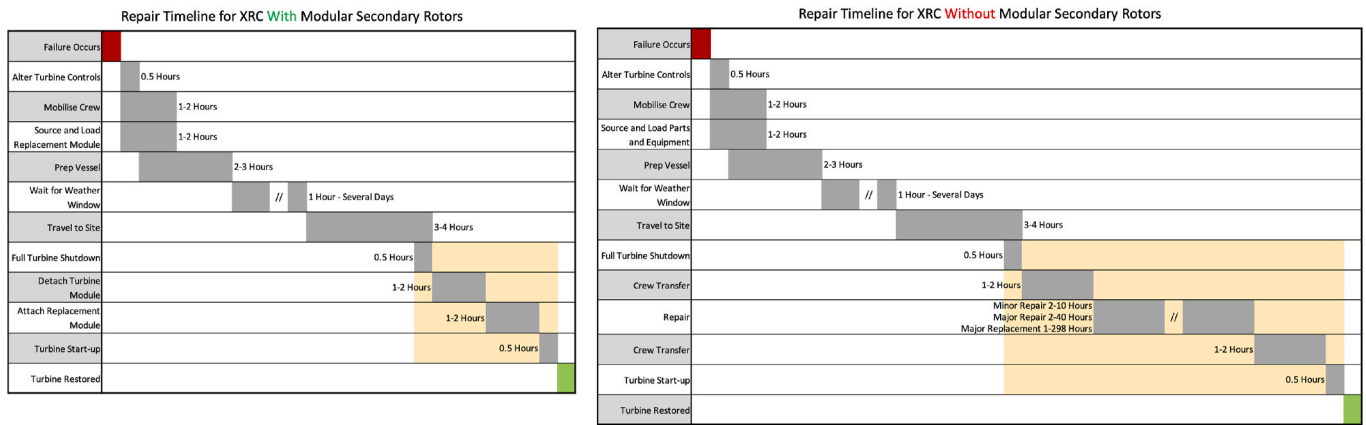 Repair Timeline for XRC With Modular Secondary Rotors
Failure Occurs
Alter Turbine Controls
0.5 Hours
Mobilise Crew
1-2 Hours
Source and Load
Replacement Module
1-2 Hours
Prep Vessel
2-3 Hours
Wait for Weather
Window
//
1 Hour - Several Days
Travel to Site
3-4 Hours
Full Turbine Shutdown
0.5 Hours
Detach Turbine
Module
1-2 Hours
Attach Replacement
Module
1-2 Hours
Turbine Start-up
0.5 Hours
Turbine Restored
Repair Timeline for XRC Without Modular Secondary Rotors
Failure Occurs
Alter Turbine Controls
0.5 Hours
Mobilise Crew
1-2 Hours
Source and Load Parts
and Equipment
1-2 Hours
Prep Vessel
2-3 Hours
Wait for Weather
Window
//
1 Hour - Several Days
Travel to Site
3-4 Hours
Full Turbine Shutdown
0.5 Hours
Crew Transfer
1-2 Hours
Repair
Minor Repair 2-10 Hours
Major Repair 2-40 Hours
Major Replacement 1-298 Hours
//
Crew Transfer
1-2 Hours
Turbine Start-up
0.5 Hours
Turbine Restored